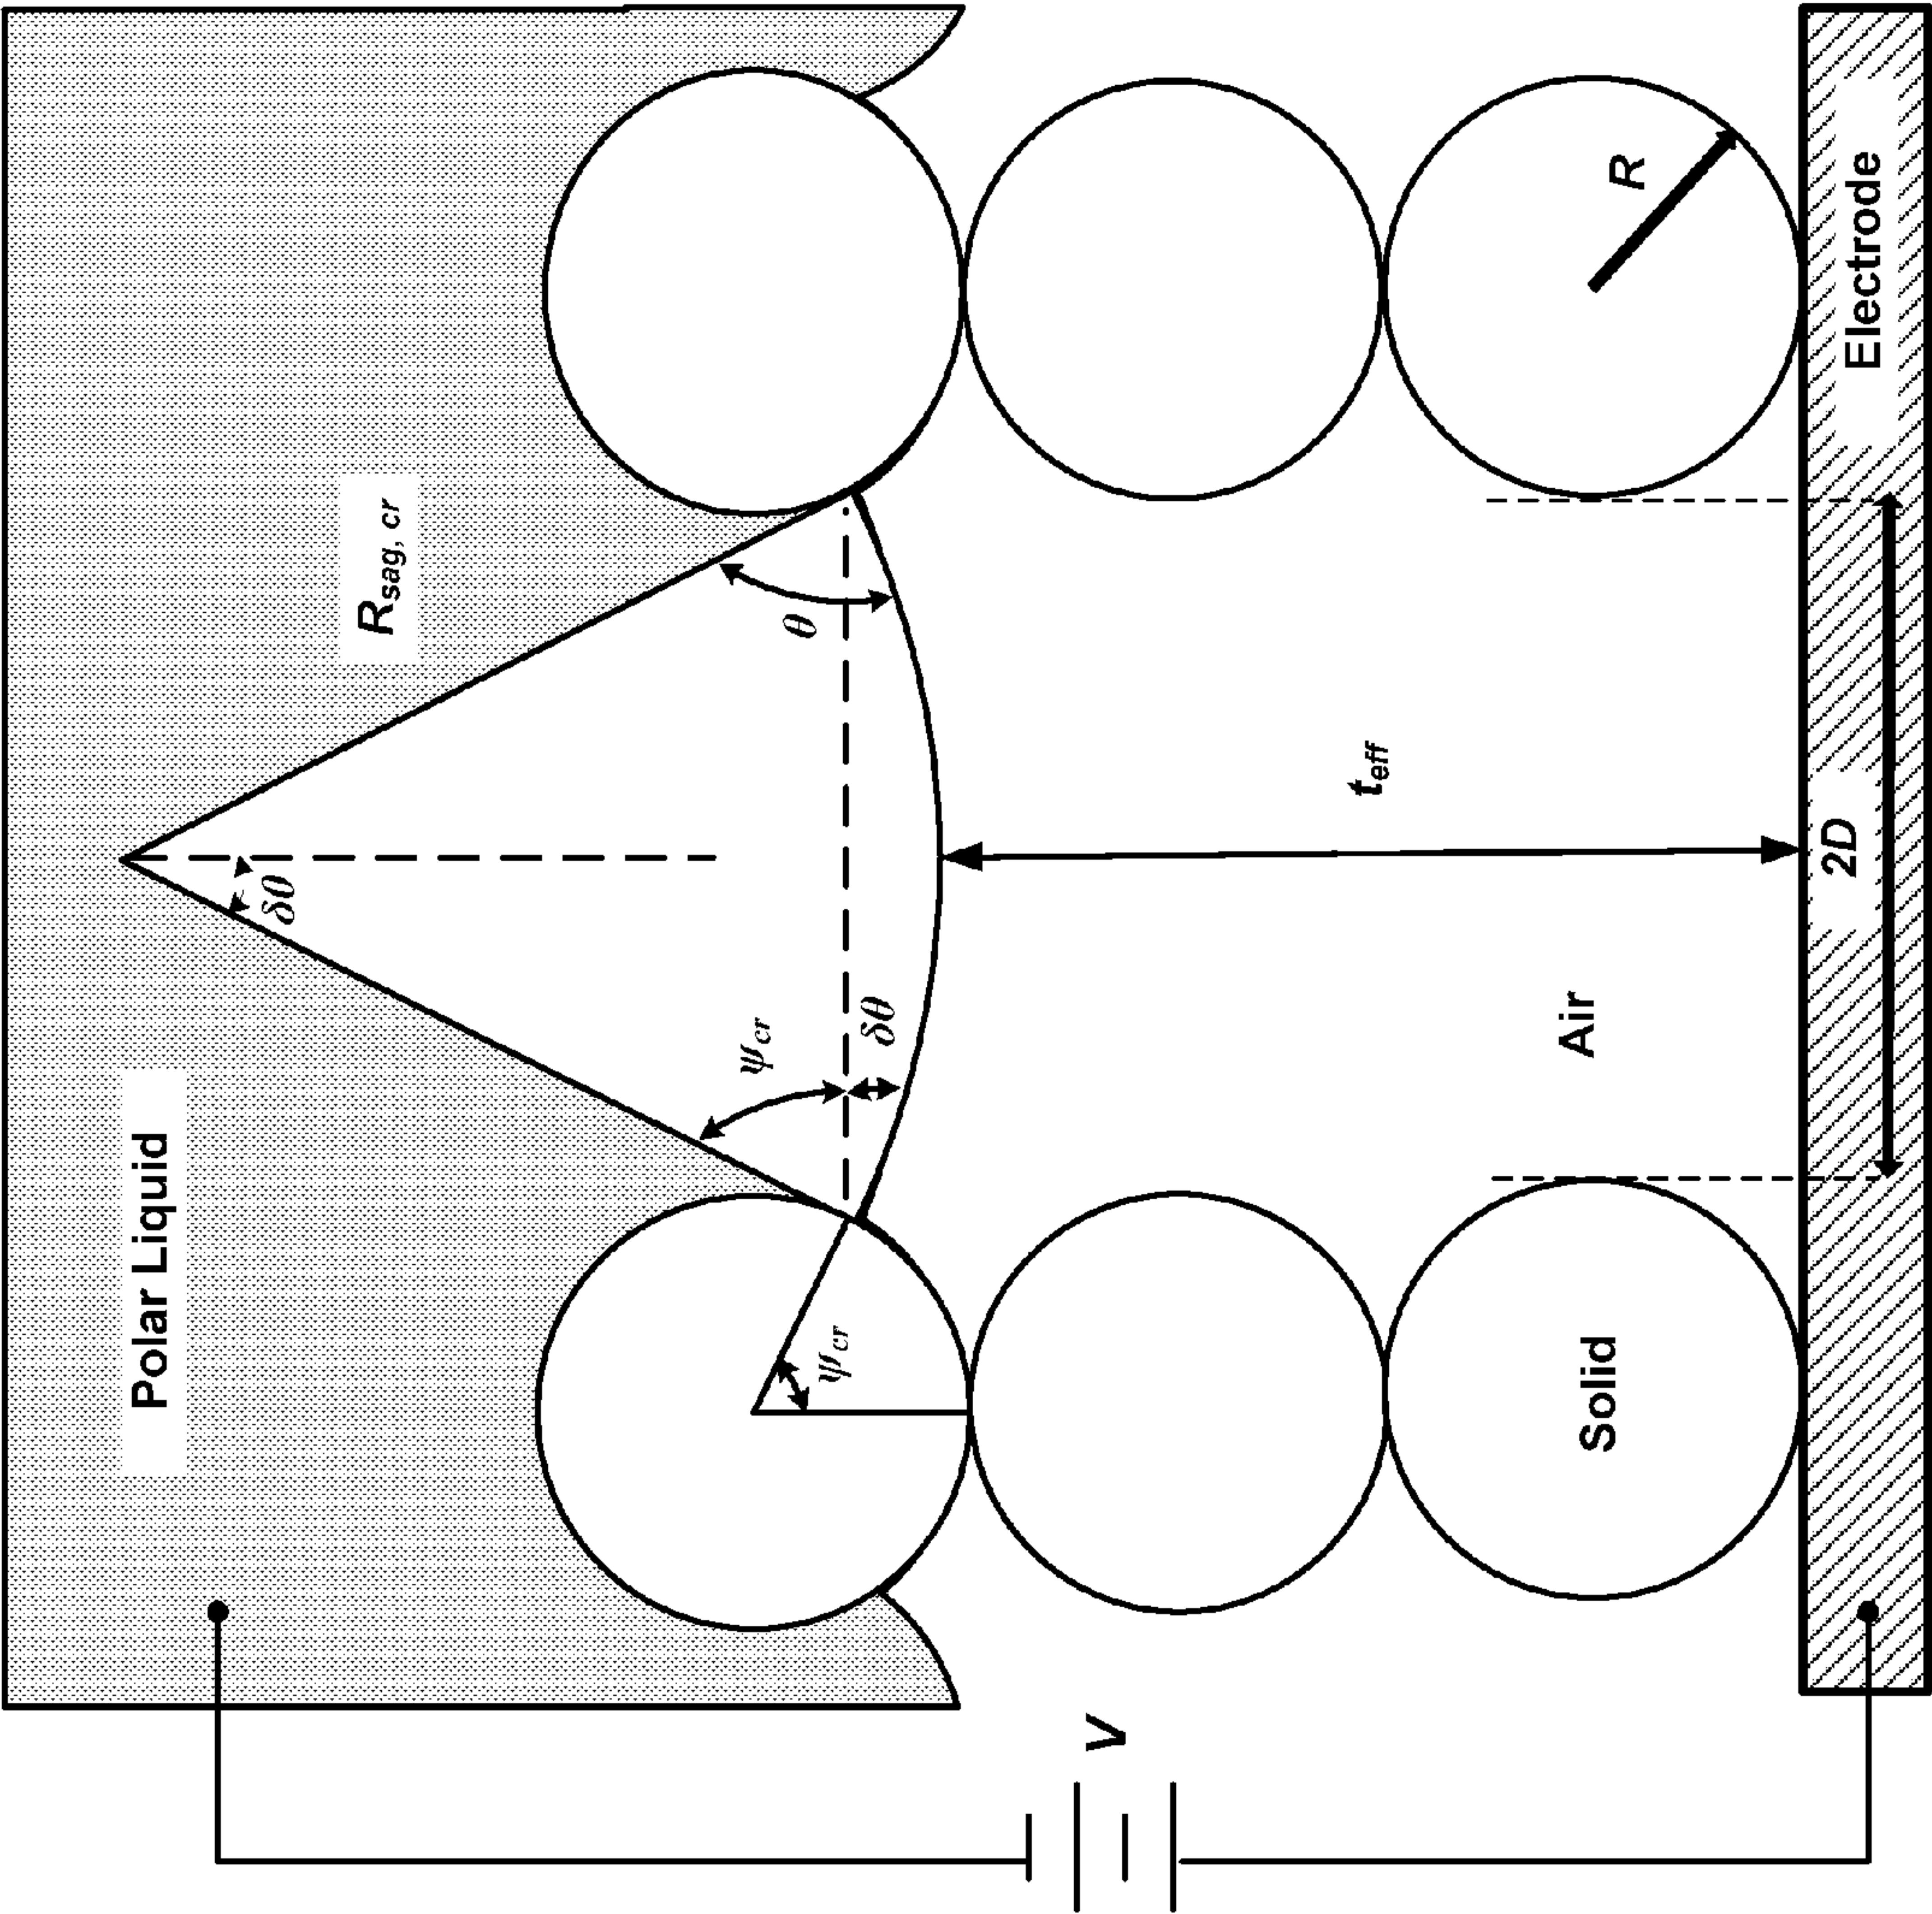 Polar Liquid
R_sag, cr
δθ
ψ_cr
θ
ψ_cr
δθ
t_eff
R
Solid
Air
V
2D
Electrode